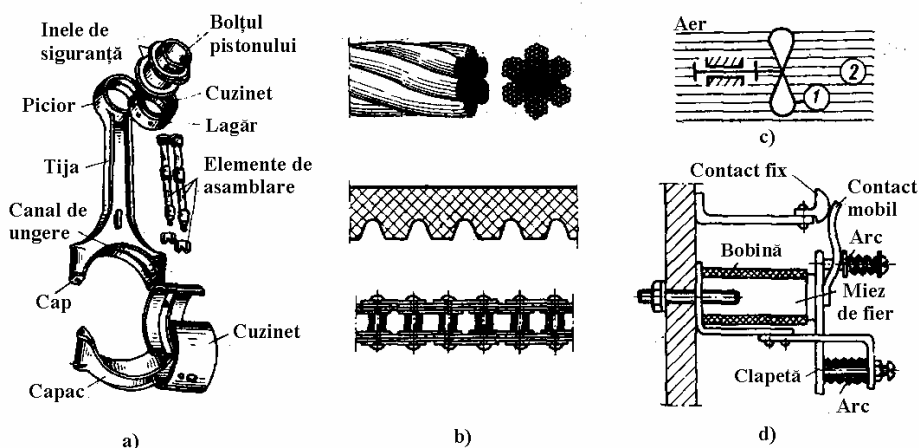 Inele de
siguranță
Bolțul
pistonului
Picior
Cuzinet
Lagăr
Tija
Elemente de
asamblare
Canal de
ungere
Cap
Cuzinet
Capac
a)
b)
Aer
1
2
c)
Contact fix
Contact
mobil
Arc
Bobină
Miez
de fier
Clapetă
Arc
d)